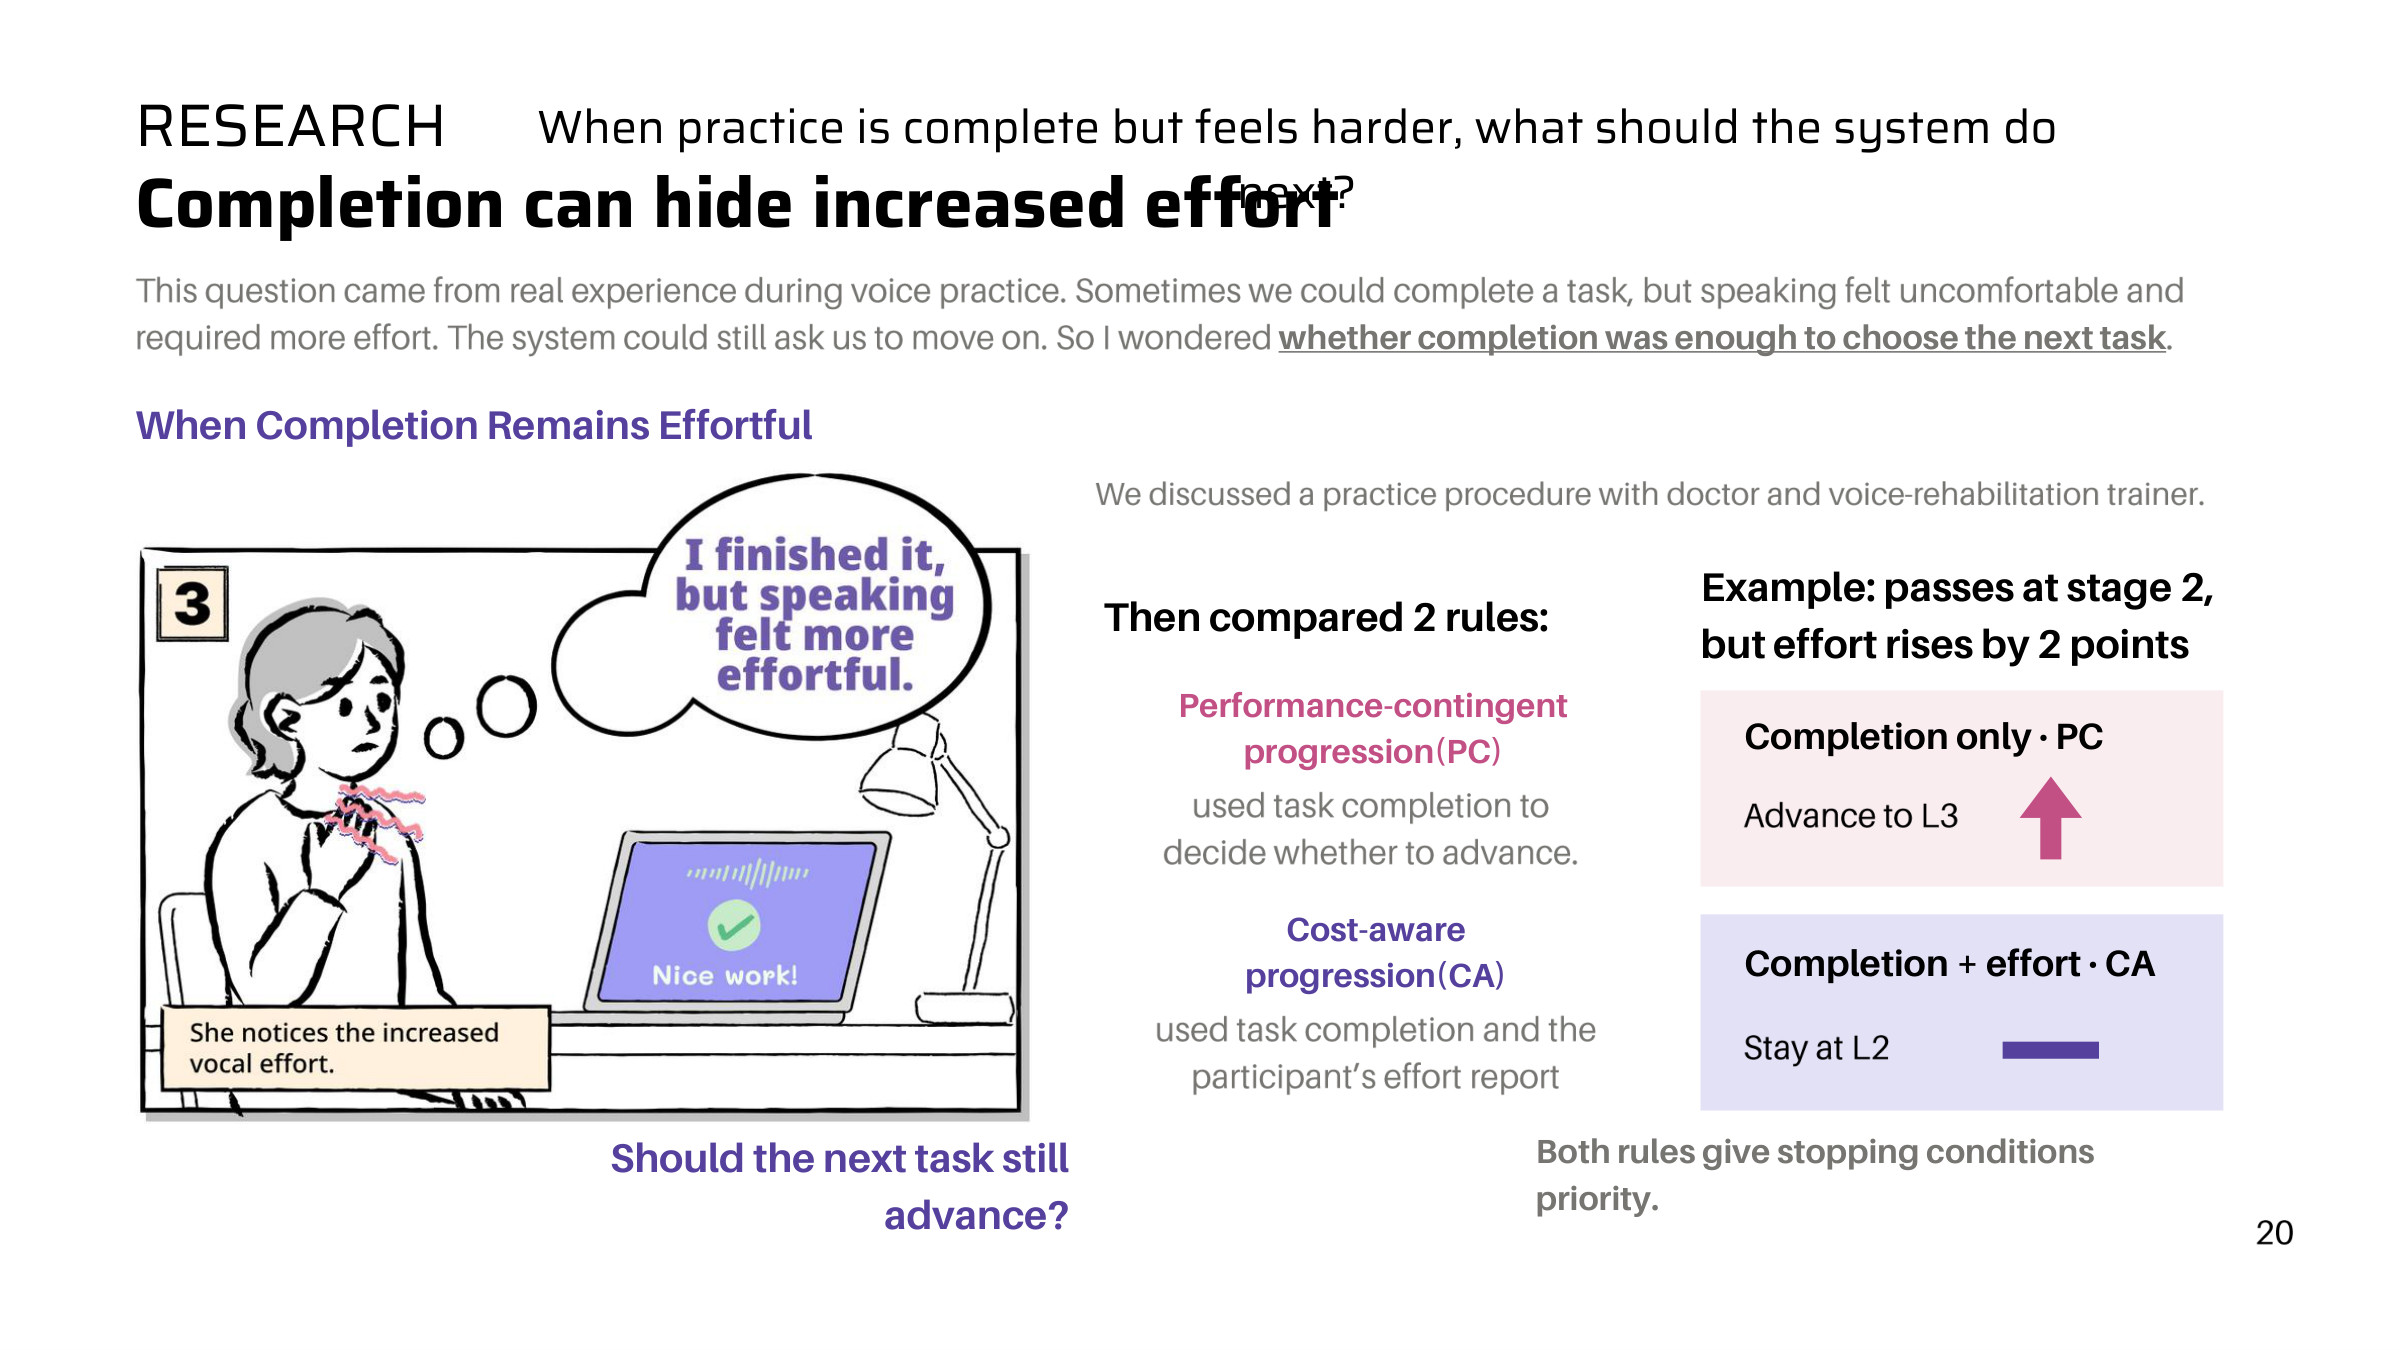 RESEARCH
When practice is complete but feels harder, what should the system do
next?
Completion can hide increased effort
This question came from real experience during voice practice. Sometimes we could complete a task, but speaking felt uncomfortable and
required more effort. The system could still ask us to move on. So I wondered whether completion was enough to choose the next task.
When Completion Remains Effortful
3
I finished it,
but speaking
felt more
effortful.
Nice work!
She notices the increased
vocal effort.
Should the next task still
advance?
We discussed a practice procedure with doctor and voice-rehabilitation trainer.
Then compared 2 rules:
Performance-contingent
progression(PC)
used task completion to
decide whether to advance.
Cost-aware
progression(CA)
used task completion and the
participant’s effort report
Example: passes at stage 2,
but effort rises by 2 points
Completion only · PC
Advance to L3
Completion + effort · CA
Stay at L2
Both rules give stopping conditions
priority.
20